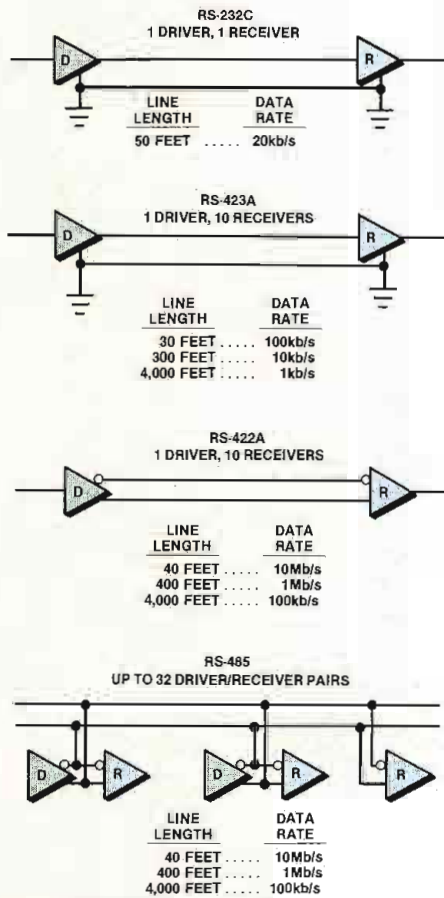 RS-232C
1 DRIVER, 1 RECEIVER
D R
LINE LENGTH DATA RATE
50 FEET ..... 20kb/s
RS-423A
1 DRIVER, 10 RECEIVERS
D R
LINE LENGTH DATA RATE
30 FEET ..... 100kb/s
300 FEET ..... 10kb/s
4,000 FEET ..... 1kb/s
RS-422A
1 DRIVER, 10 RECEIVERS
D R
LINE LENGTH DATA RATE
40 FEET ..... 10Mb/s
400 FEET ..... 1Mb/s
4,000 FEET ..... 100kb/s
RS-485
UP TO 32 DRIVER/RECEIVER PAIRS
D R D R R
LINE LENGTH DATA RATE
40 FEET ..... 10Mb/s
400 FEET ..... 1Mb/s
4,000 FEET ..... 100kb/s